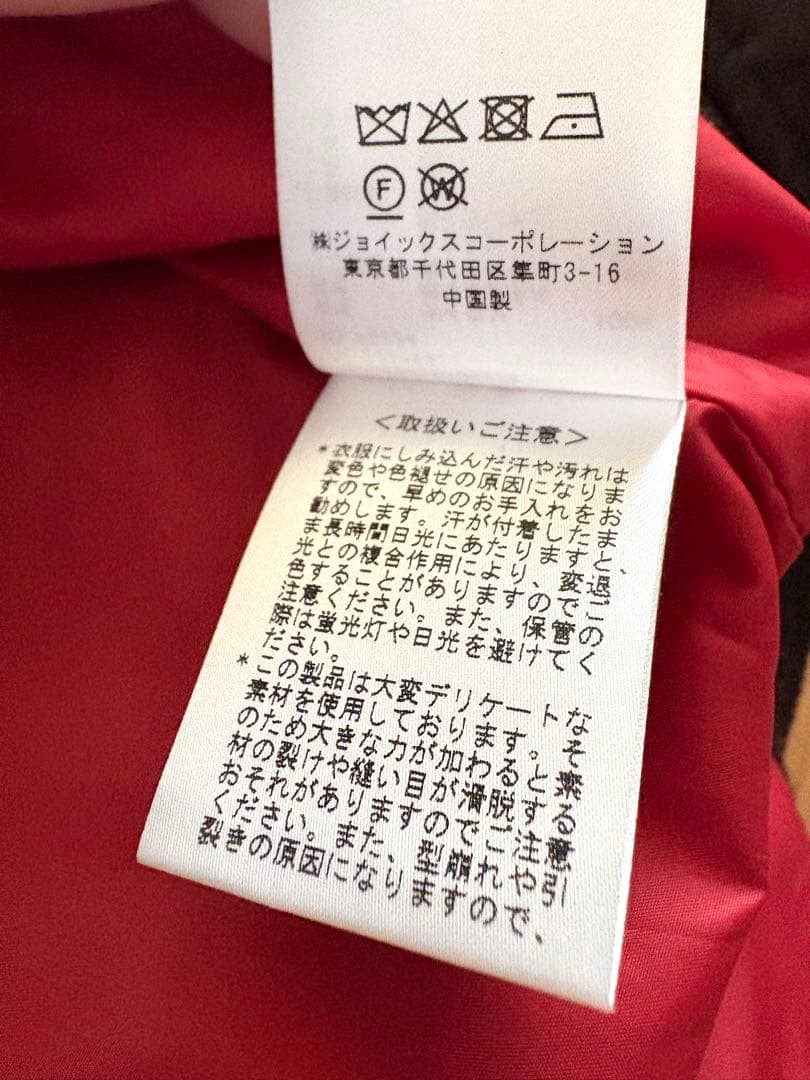 F W
㈱ジョイックスコーポレーション
東京都千代田区隼町3-16
中国製
＜取扱いご注意＞
*衣服にしみ込んだ汗や汚れは
変色や色褪せの原因になりま
すので、早めのお手入れをお
勧めします。汗が付着したま
ま長時間日光にあたりますと、
光との複合作用により、変退
色することがありますのでご
注意ください。また、保管の
際は蛍光灯や日光を避けてく
ださい。
*この製品は大変デリケートな
素材を使用しております。そ
のため大きな力が加わると素
材の裂けや縫い目が滑脱する
おそれがありますのでご注意
ください。また、型崩れや引
裂きの原因になりますので、